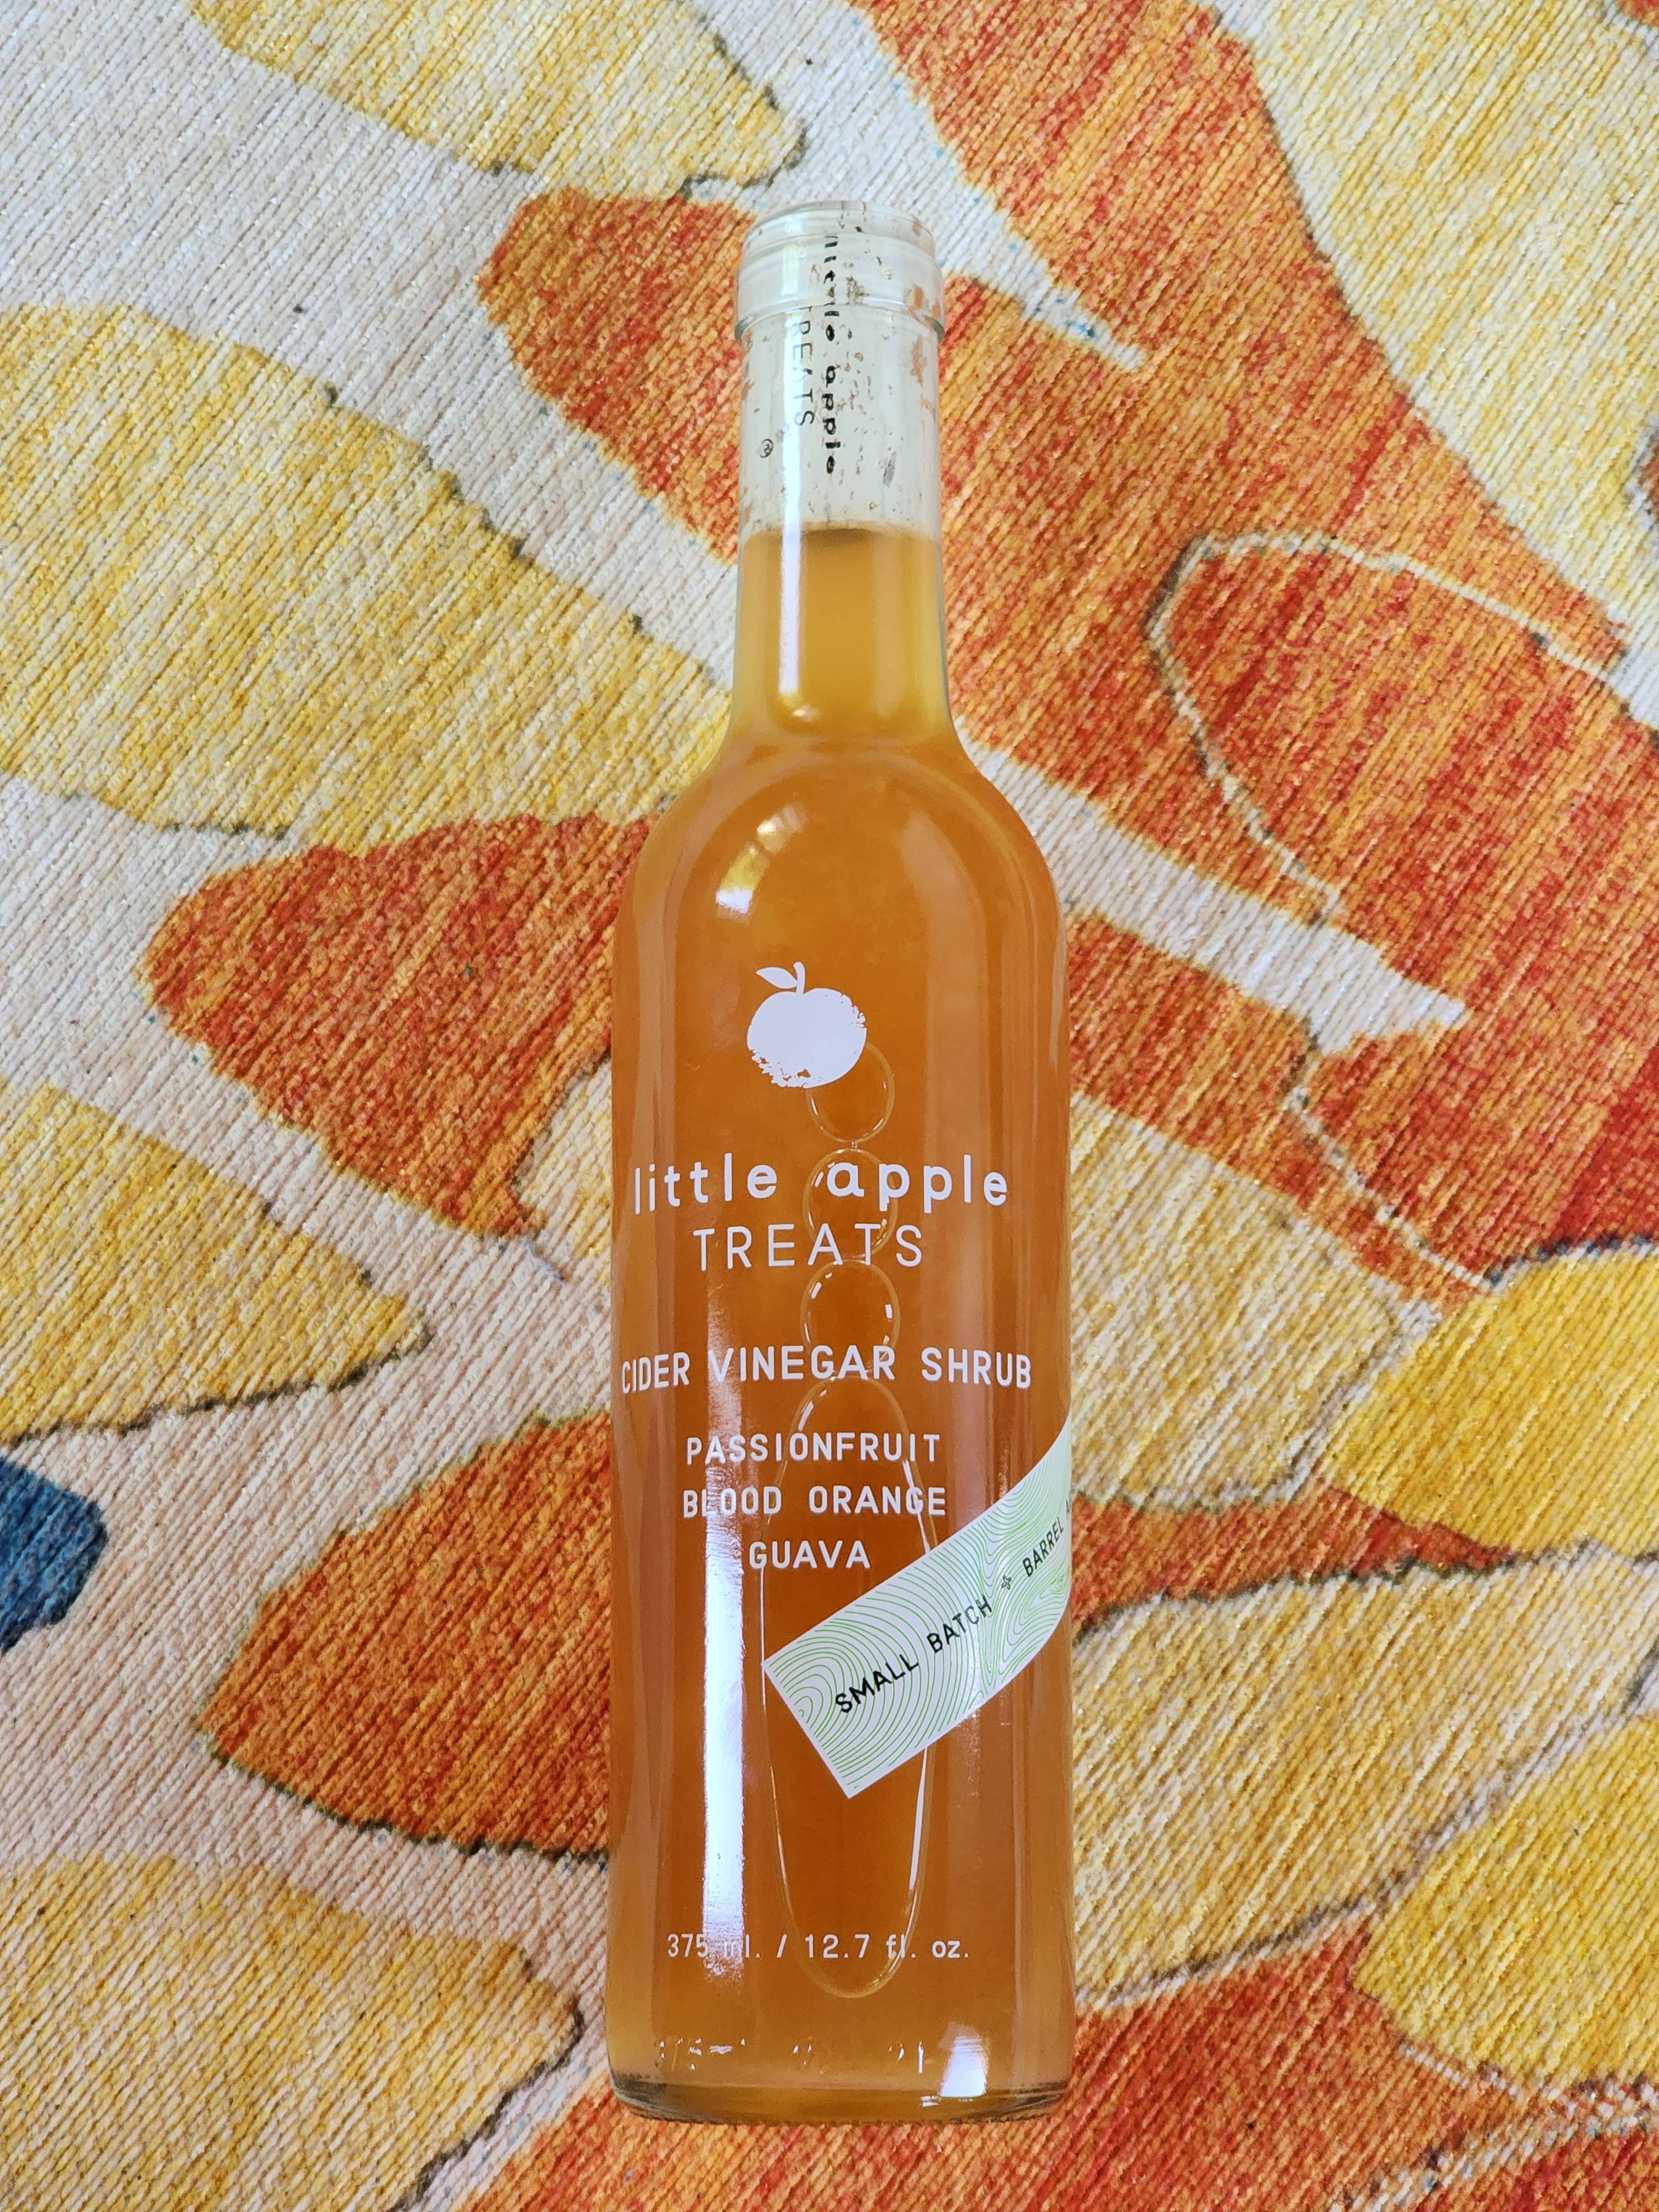 little apple
TREATS
®
little apple
TREATS
CIDER VINEGAR SHRUB
PASSIONFRUIT
BLOOD ORANGE
GUAVA
SMALL BATCH * BARREL
375 ml. / 12.7 fl. oz.